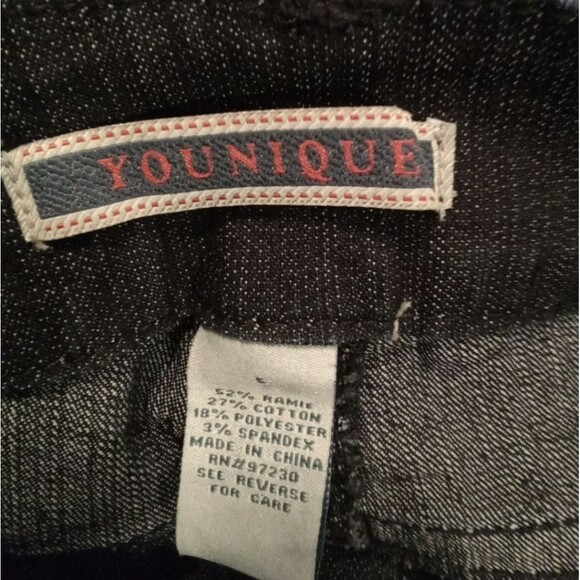 YOUNIQUE
52% RAMIE
27% COTTON
18% POLYESTER
3% SPANDEX
MADE IN CHINA
RN#97230
SEE REVERSE
FOR CARE